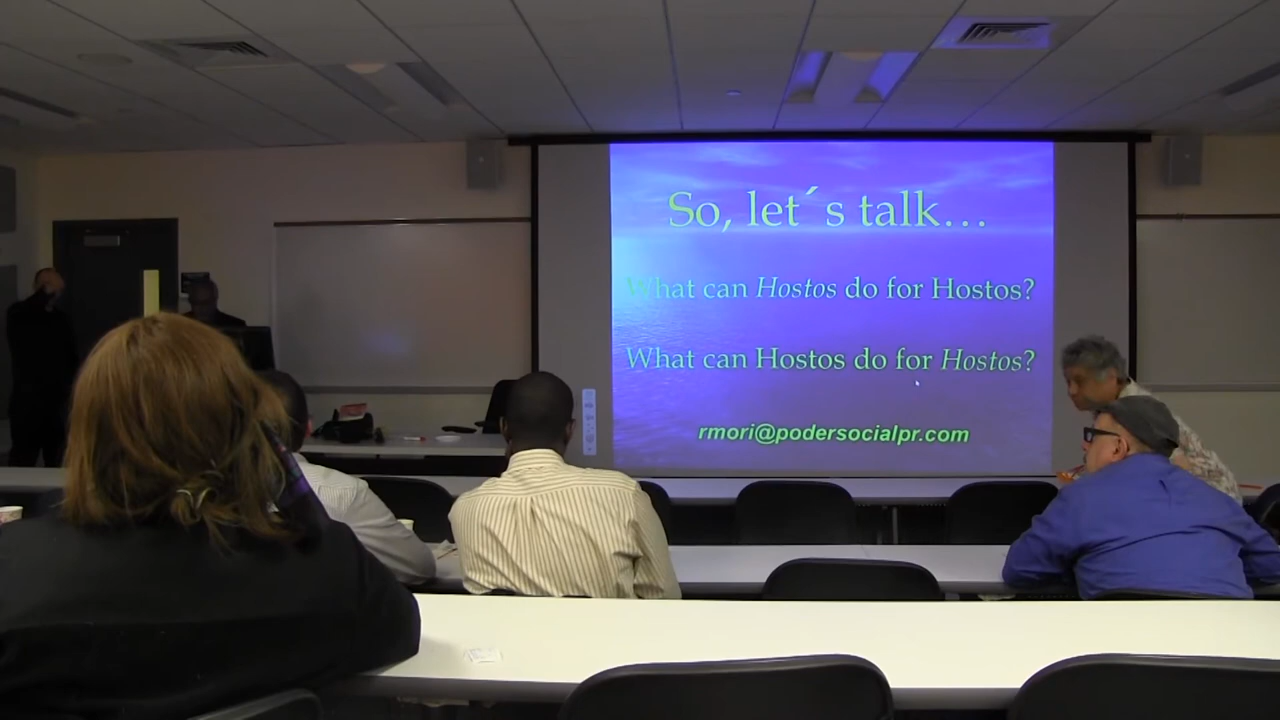 So, let´s talk…
What can Hostos do for Hostos?
What can Hostos do for Hostos?
rmori@podersocialpr.com